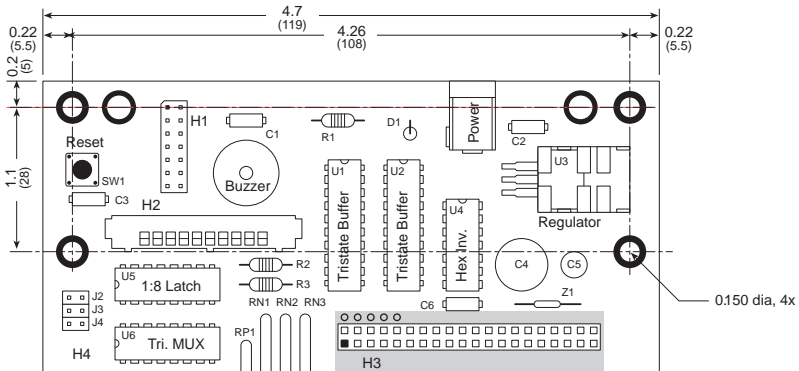 4.7
(119)
0.22
(5.5)
4.26
(108)
0.22
(5.5)
0.2
(5)
1.1
(28)
Reset
SW1
C3
H1
C1
Buzzer
R1
D1
Power
C2
U3
Regulator
H2
U1
Tristate Buffer
U2
Tristate Buffer
U4
Hex Inv.
C4
C5
U5
1:8 Latch
R2
R3
RN1 RN2 RN3
C6
Z1
0.150 dia, 4x
J2
J3
J4
H4
U6
Tri. MUX
RP1
H3